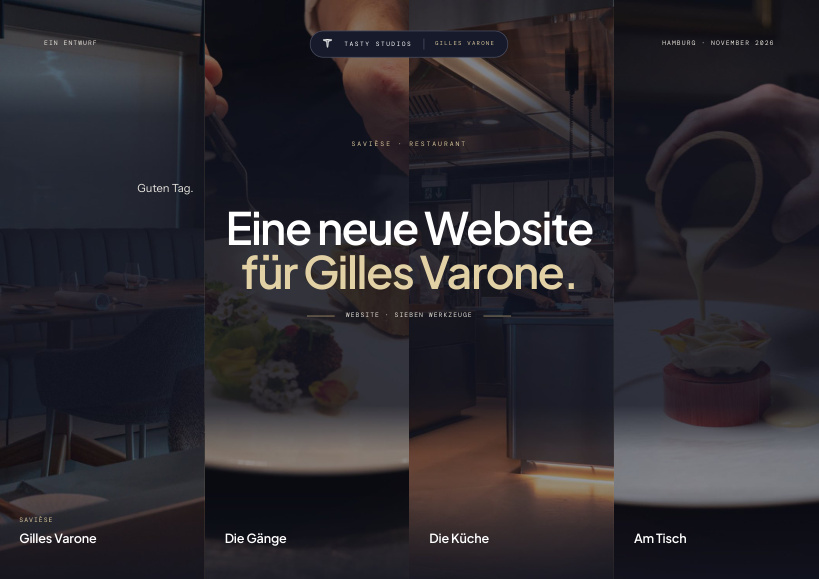 EIN ENTWURF
TASTY STUDIOS
GILLES VARONE
HAMBURG · NOVEMBER 2026
SAVIÈSE · RESTAURANT
Guten Tag.
Eine neue Website
für Gilles Varone.
WEBSITE · SIEBEN WERKZEUGE
SAVIÈSE
Gilles Varone
Die Gänge
Die Küche
Am Tisch